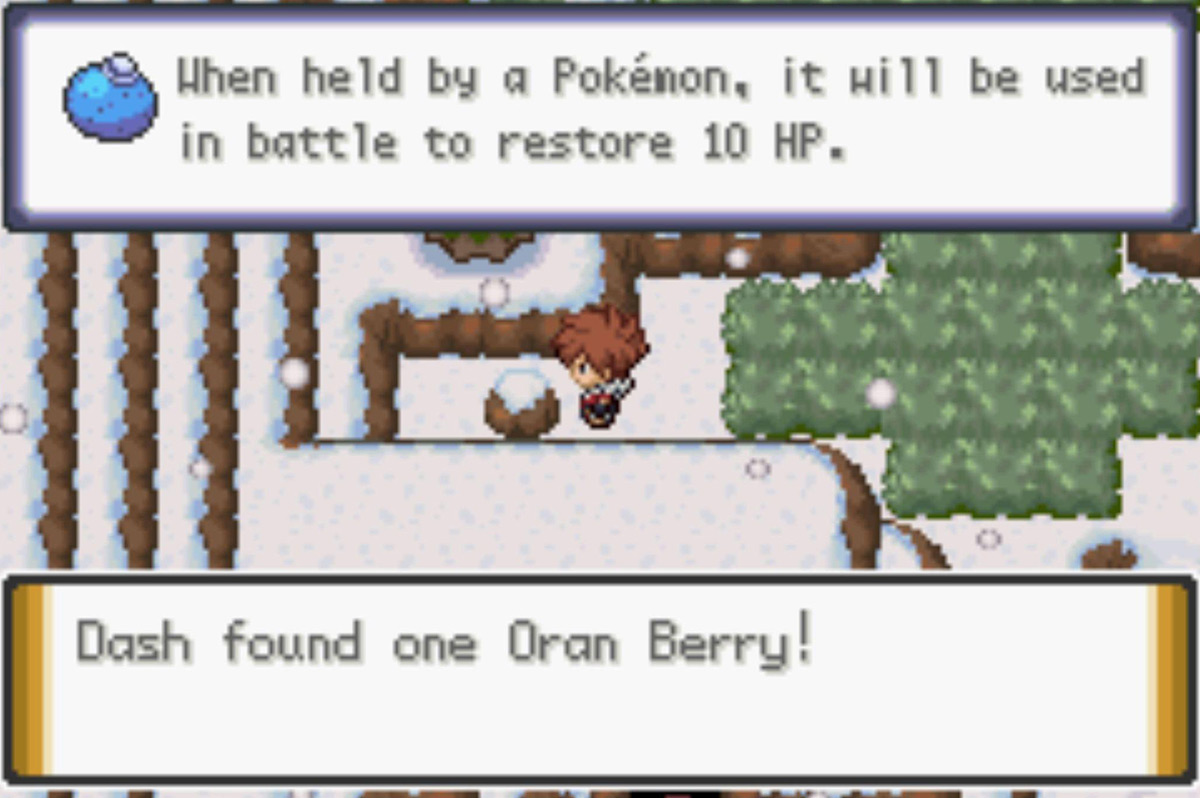 When held by a Pokémon, it will be used
in battle to restore 10 HP.
Dash found one Oran Berry!